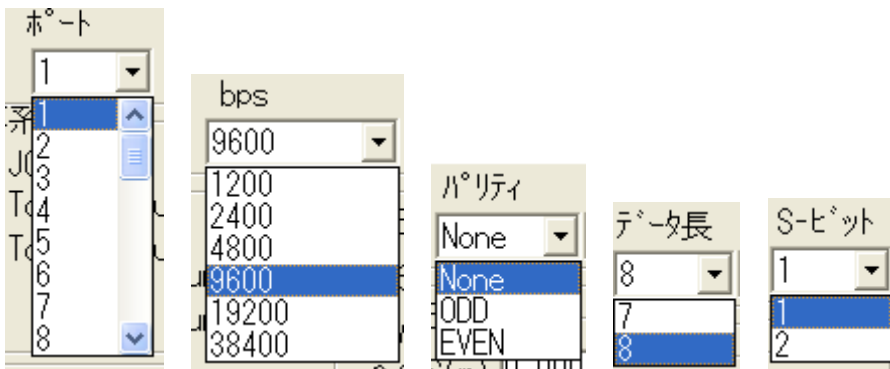 ﾎﾟｰﾄ
1
1
2
3
4
5
6
7
8
bps
9600
1200
2400
4800
9600
19200
38400
ﾊﾟﾘﾃｨ
None
None
ODD
EVEN
ﾃﾞｰﾀ長
8
7
8
S-ﾋﾞｯﾄ
1
1
2